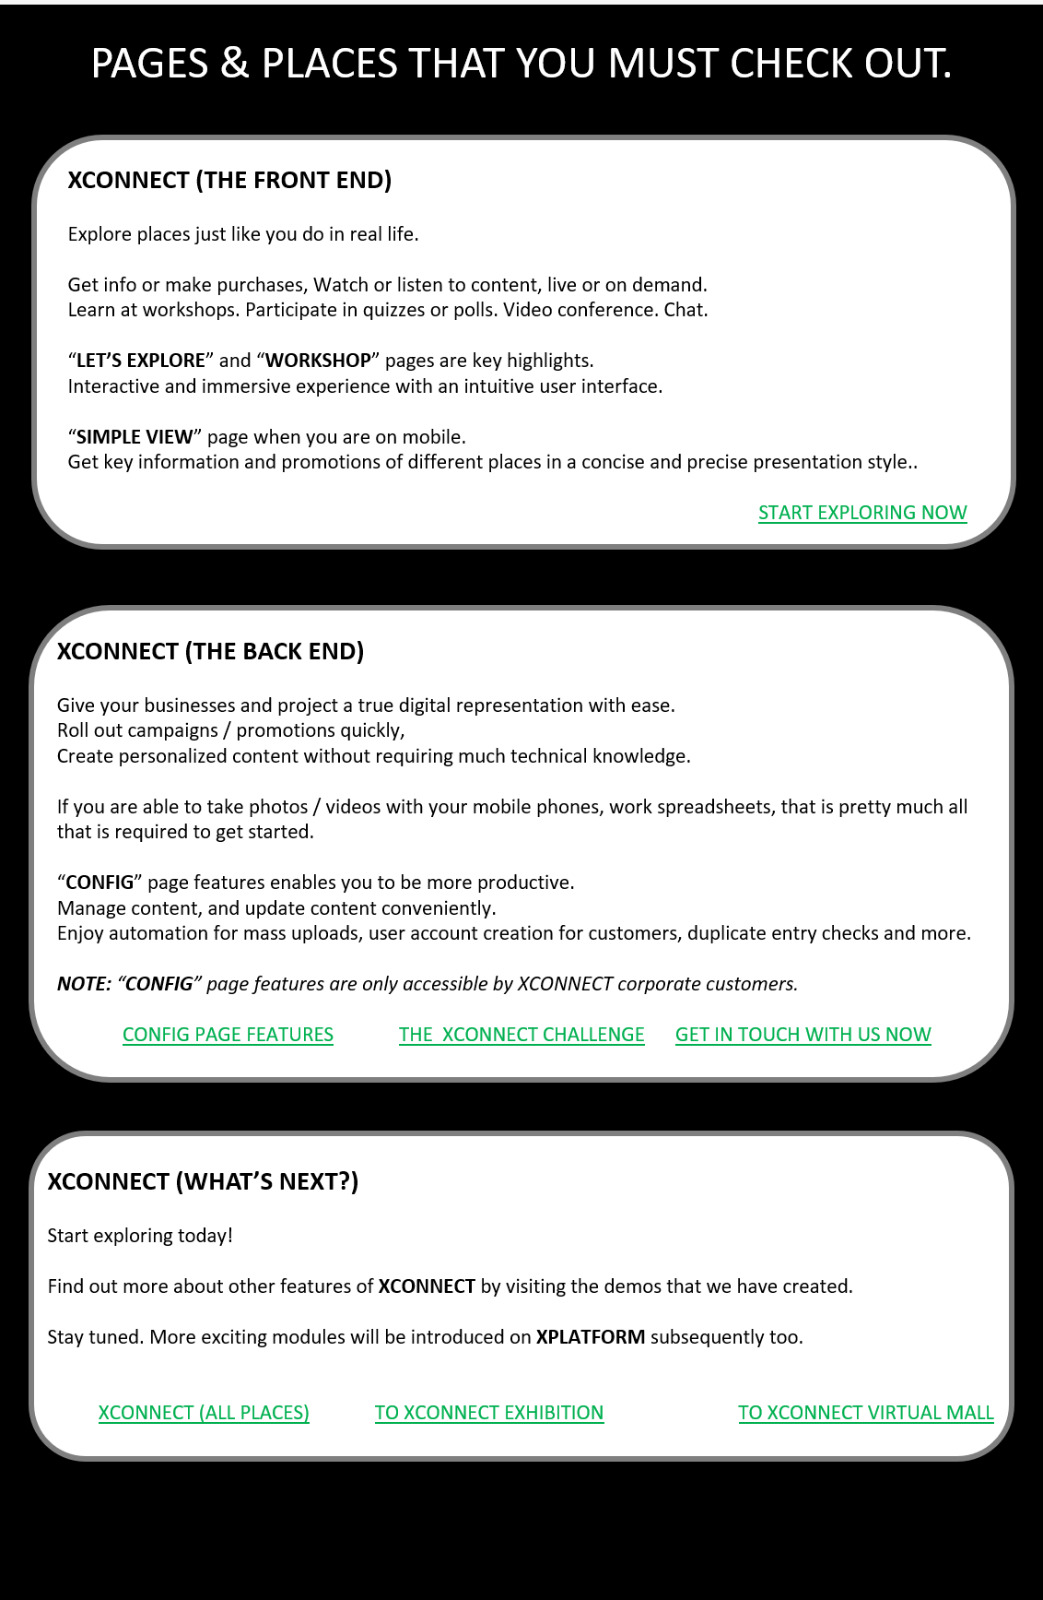 PAGES & PLACES THAT YOU MUST CHECK OUT.
XCONNECT (THE FRONT END)
Explore places just like you do in real life.
Get info or make purchases, Watch or listen to content, live or on demand.
Learn at workshops. Participate in quizzes or polls. Video conference. Chat.
“LET’S EXPLORE” and “WORKSHOP” pages are key highlights.
Interactive and immersive experience with an intuitive user interface.
“SIMPLE VIEW” page when you are on mobile.
Get key information and promotions of different places in a concise and precise presentation style..
START EXPLORING NOW
XCONNECT (THE BACK END)
Give your businesses and project a true digital representation with ease.
Roll out campaigns / promotions quickly,
Create personalized content without requiring much technical knowledge.
If you are able to take photos / videos with your mobile phones, work spreadsheets, that is pretty much all
that is required to get started.
“CONFIG” page features enables you to be more productive.
Manage content, and update content conveniently.
Enjoy automation for mass uploads, user account creation for customers, duplicate entry checks and more.
NOTE: “CONFIG” page features are only accessible by XCONNECT corporate customers.
CONFIG PAGE FEATURES THE XCONNECT CHALLENGE GET IN TOUCH WITH US NOW
XCONNECT (WHAT’S NEXT?)
Start exploring today!
Find out more about other features of XCONNECT by visiting the demos that we have created.
Stay tuned. More exciting modules will be introduced on XPLATFORM subsequently too.
XCONNECT (ALL PLACES) TO XCONNECT EXHIBITION TO XCONNECT VIRTUAL MALL